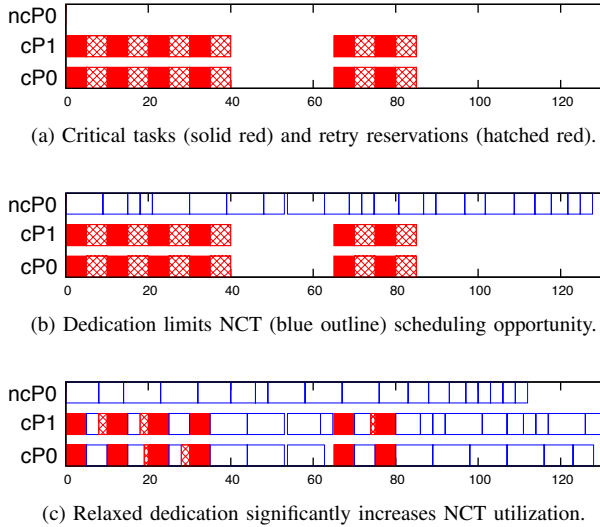 ncP0
cP1
cP0
0 20 40 60 80 100 120
(a) Critical tasks (solid red) and retry reservations (hatched red).
ncP0
cP1
cP0
0 20 40 60 80 100 120
(b) Dedication limits NCT (blue outline) scheduling opportunity.
ncP0
cP1
cP0
0 20 40 60 80 100 120
(c) Relaxed dedication significantly increases NCT utilization.